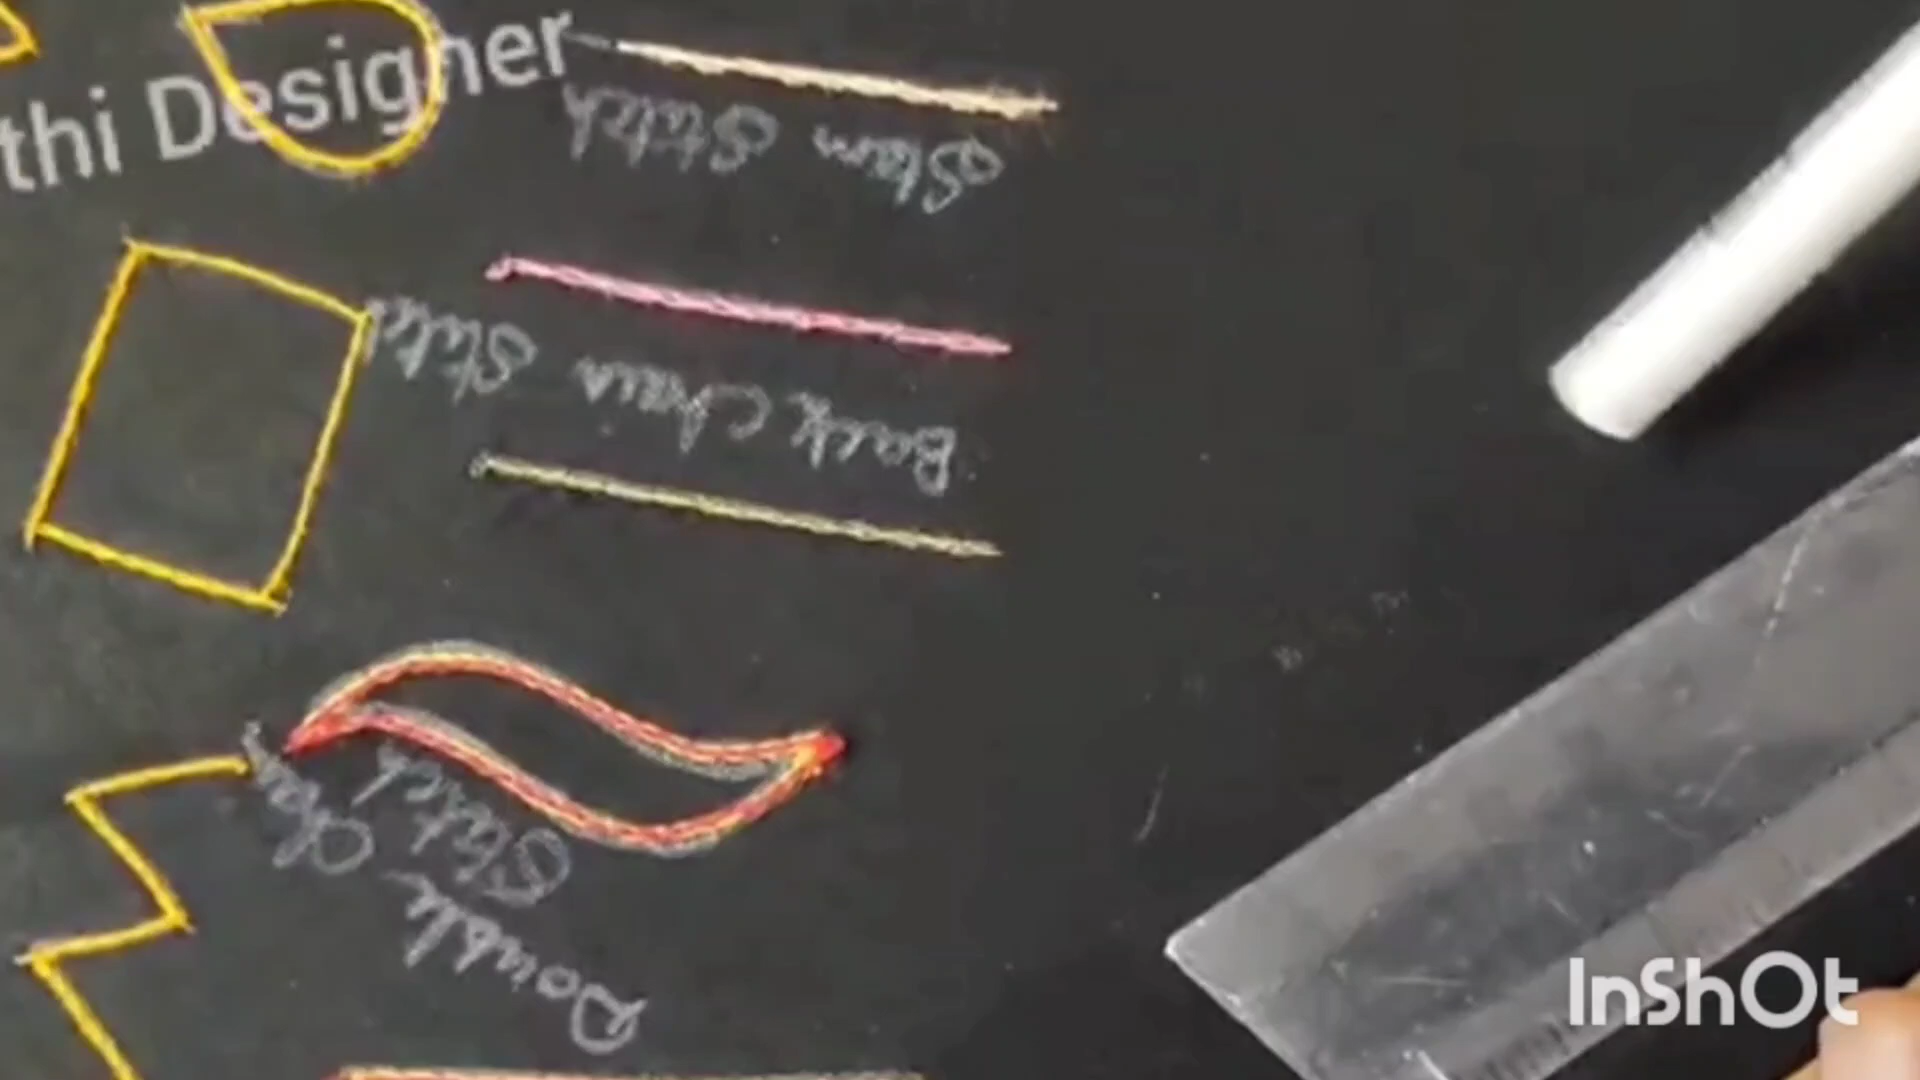 thi Designer
Stem Stitch
Back Chain Stitch
Double Chain
Stitch
InShOt